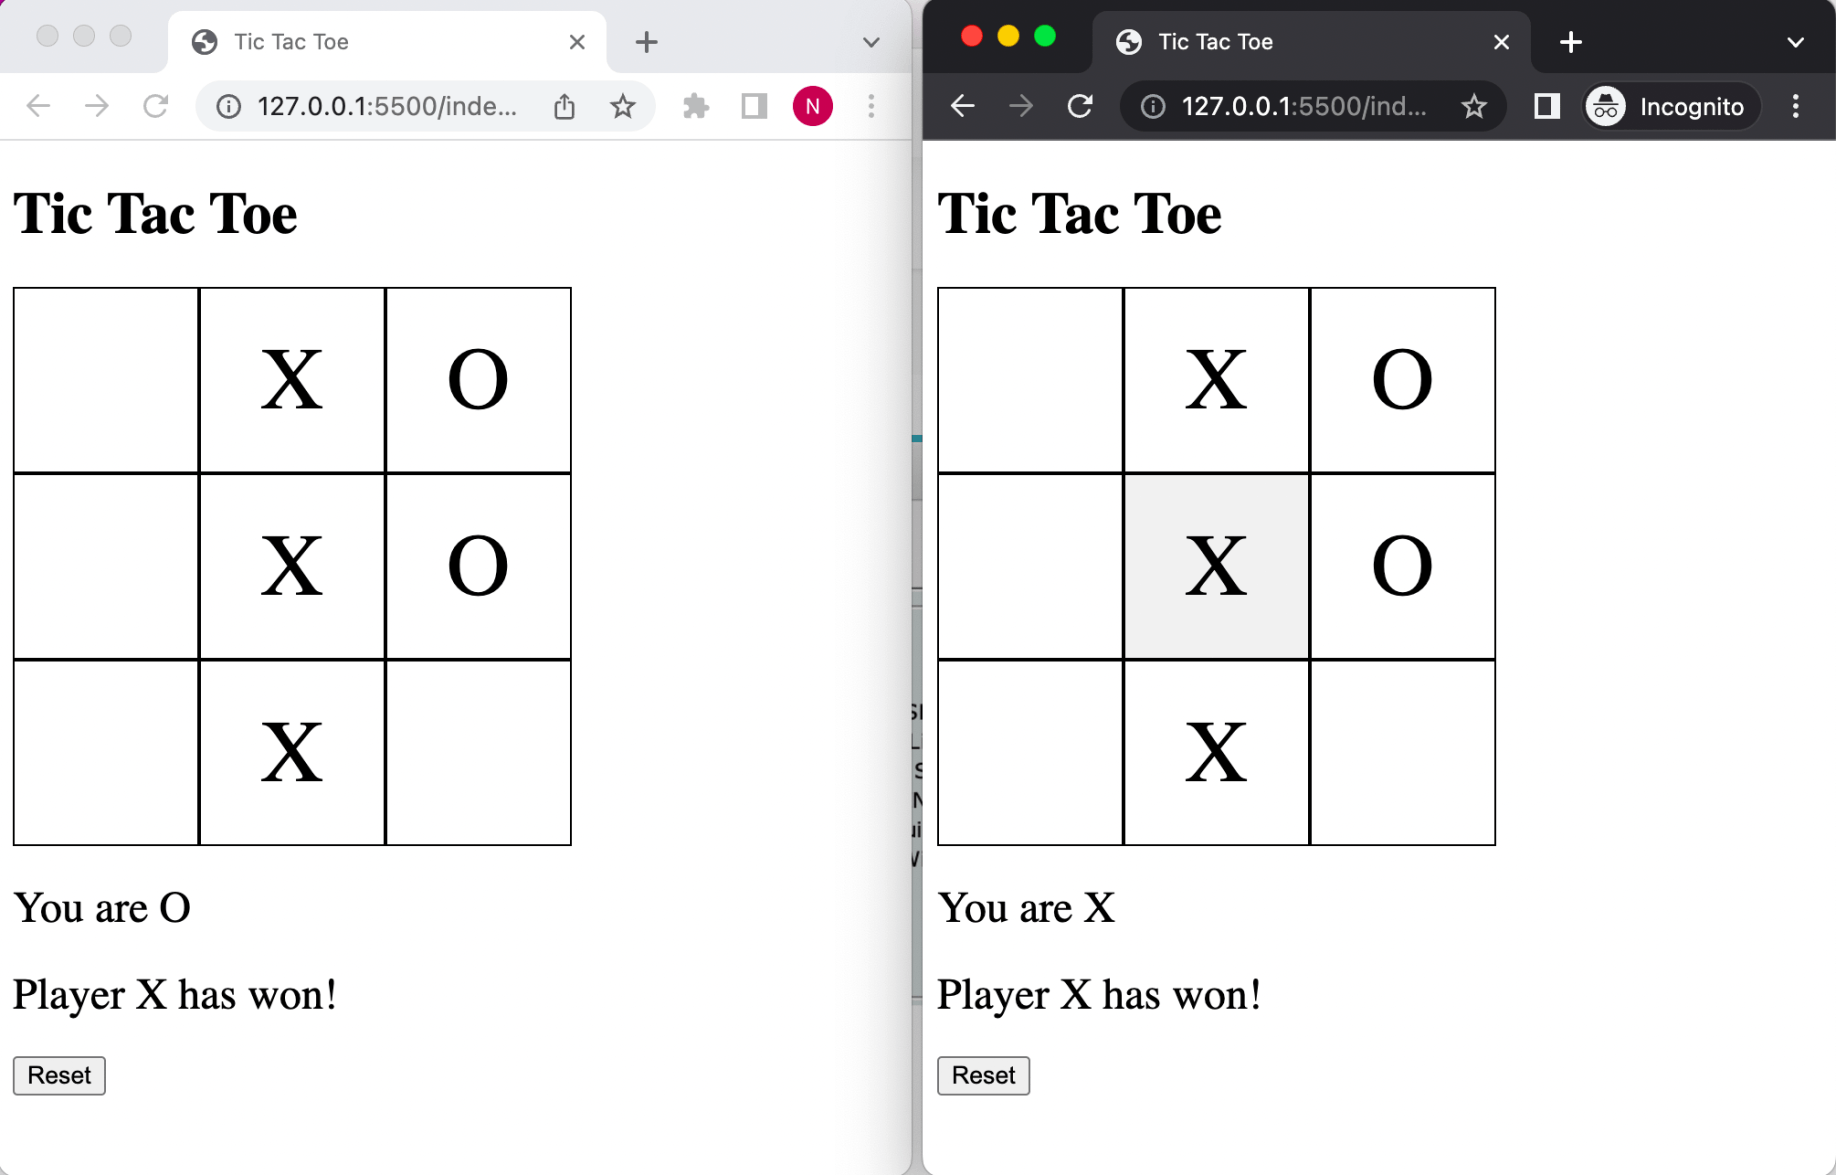 Tic Tac Toe
127.0.0.1:5500/inde...
N
Tic Tac Toe
X O
X O
X
You are O
Player X has won!
Reset
Tic Tac Toe
127.0.0.1:5500/ind...
Incognito
Tic Tac Toe
X O
X O
X
You are X
Player X has won!
Reset